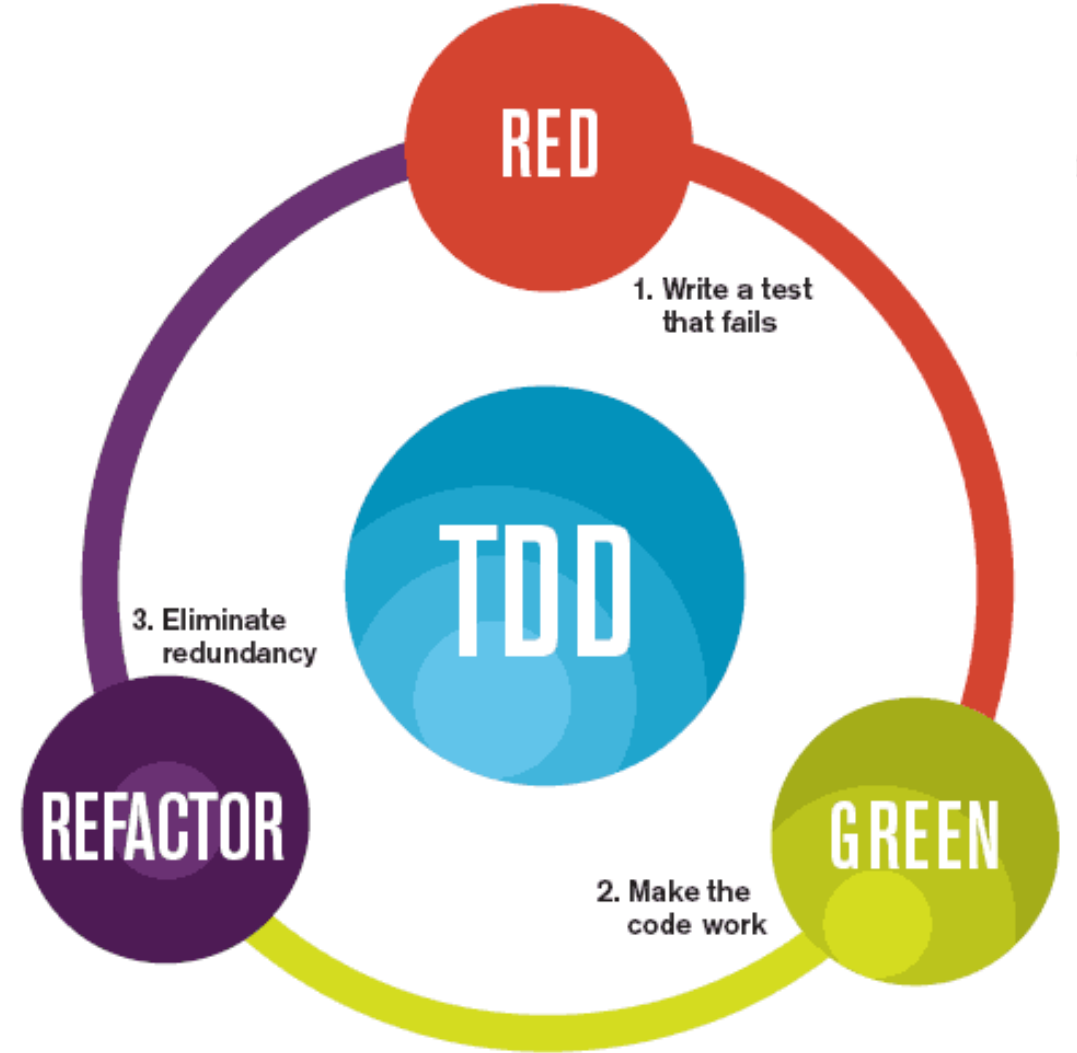 RED
1. Write a test
that fails
TDD
3. Eliminate
redundancy
REFACTOR
GREEN
2. Make the
code work